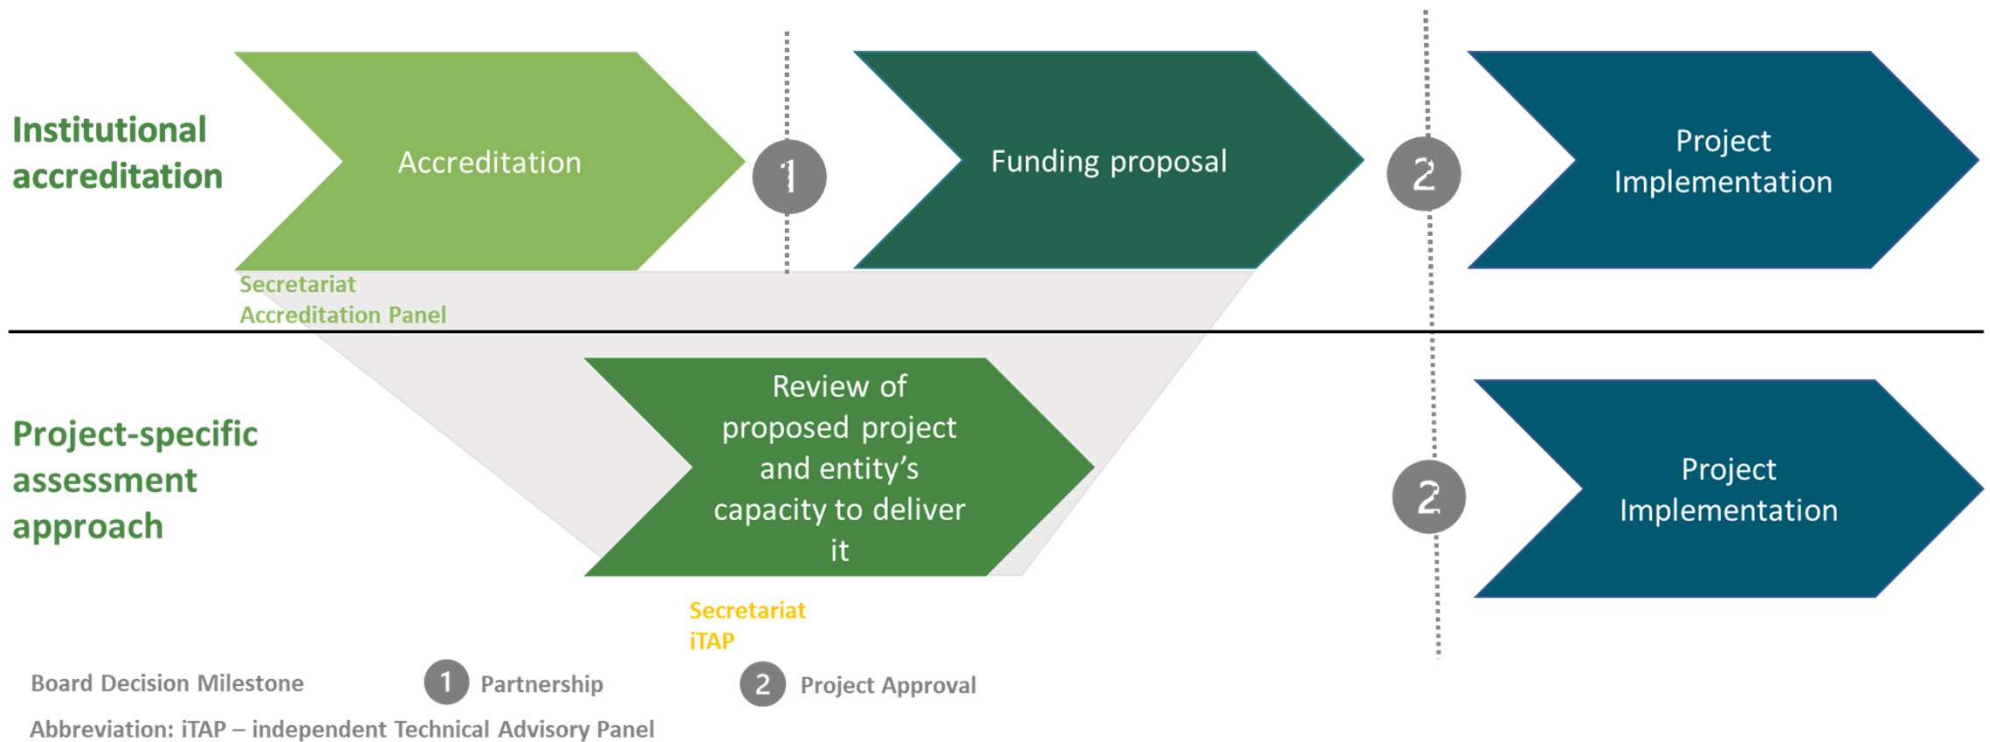 Institutional
accreditation
Accreditation
1
Funding proposal
2
Project
Implementation
Secretariat
Accreditation Panel
Project-specific
assessment
approach
Review of
proposed project
and entity’s
capacity to deliver
it
2
Project
Implementation
Secretariat
iTAP
Board Decision Milestone 1 Partnership 2 Project Approval
Abbreviation: iTAP – independent Technical Advisory Panel